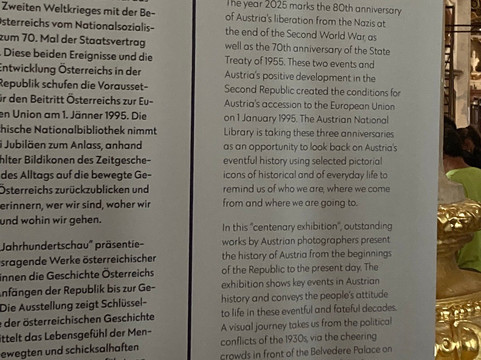 Zweiten Weltkrieges mit der Be-
Österreichs vom Nationalsozialis-
zum 70. Mal der Staatsvertrag
. Diese beiden Ereignisse und die
Entwicklung Österreichs in der
Republik schufen die Vorausset-
ür den Beitritt Österreichs zur Eu-
en Union am 1. Jänner 1995. Die
chische Nationalbibliothek nimmt
i Jubiläen zum Anlass, anhand
hlter Bildikonen des Zeitgesche-
des Alltags auf die bewegte Ge-
Österreichs zurückzublicken und
erinnern, wer wir sind, woher wir
und wohin wir gehen.
„Jahrhundertschau" präsentie-
sragende Werke österreichischer
innen die Geschichte Österreichs
Anfängen der Republik bis zur Ge-
Die Ausstellung zeigt Schlüssel-
e der österreichischen Geschichte
ittelt das Lebensgefühl der Men-
bewegten und schicksalhaften
The year 2025 marks the 80th anniversary
of Austria's liberation from the Nazis at
the end of the Second World War, as
well as the 70th anniversary of the State
Treaty of 1955. These two events and
Austria's positive development in the
Second Republic created the conditions for
Austria's accession to the European Union
on 1 January 1995. The Austrian National
Library is taking these three anniversaries
as an opportunity to look back on Austria's
eventful history using selected pictorial
icons of historical and of everyday life to
remind us of who we are, where we come
from and where we are going to.
In this "centenary exhibition", outstanding
works by Austrian photographers present
the history of Austria from the beginnings
of the Republic to the present day. The
exhibition shows key events in Austrian
history and conveys the people's attitude
to life in these eventful and fateful decades.
A visual journey takes us from the political
conflicts of the 1930s, via the cheering
crowds in front of the Belvedere Palace on